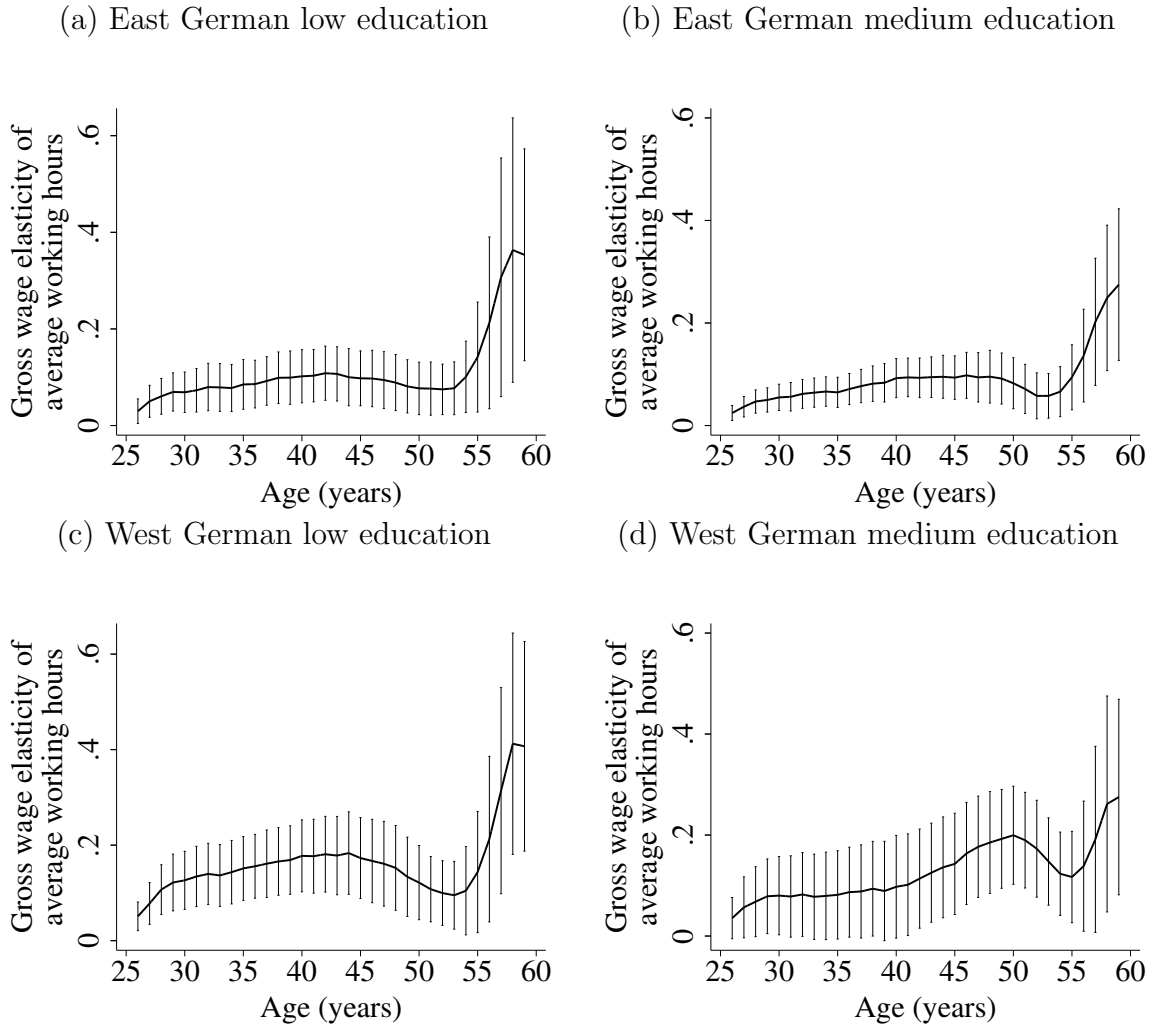 (a) East German low education
(b) East German medium education
Gross wage elasticity of
average working hours
0 .2 .4 .6
25 30 35 40 45 50 55 60
Age (years)
Gross wage elasticity of
average working hours
0 .2 .4 .6
25 30 35 40 45 50 55 60
Age (years)
(c) West German low education
(d) West German medium education
Gross wage elasticity of
average working hours
0 .2 .4 .6
25 30 35 40 45 50 55 60
Age (years)
Gross wage elasticity of
average working hours
0 .2 .4 .6
25 30 35 40 45 50 55 60
Age (years)